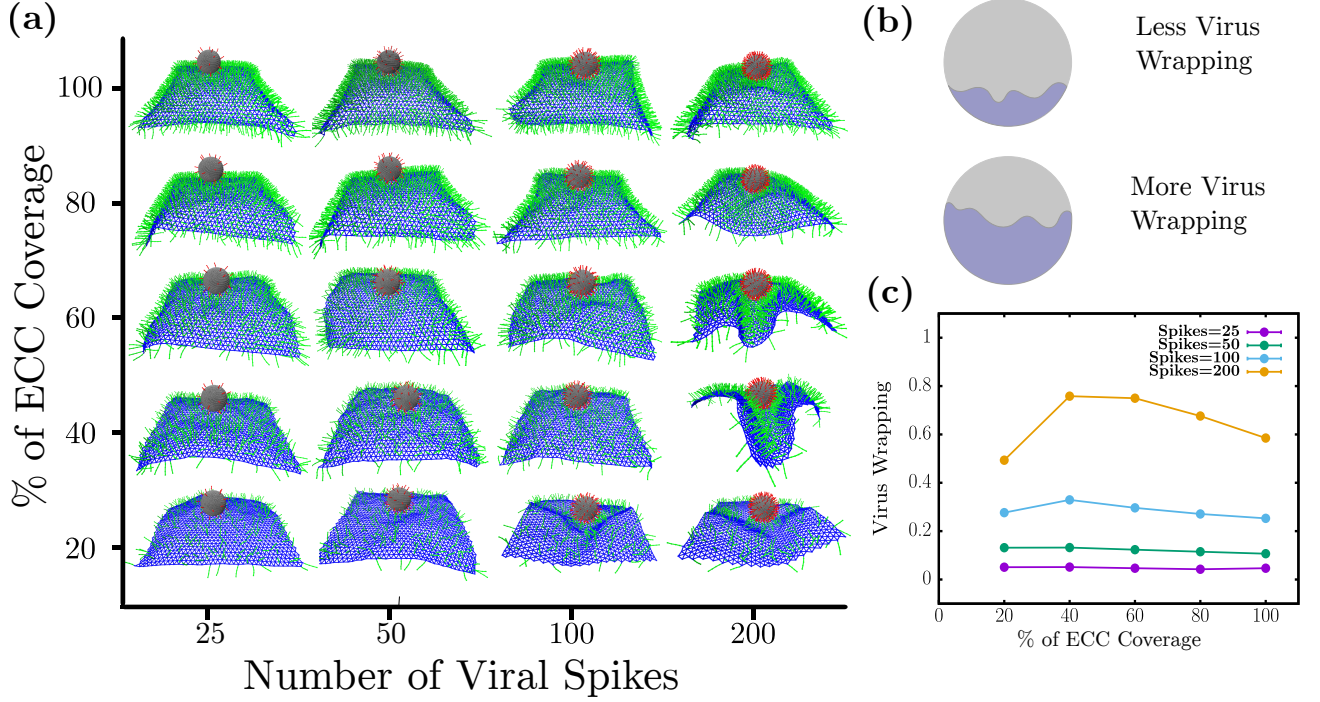 (a)
% of ECC Coverage
100
80
60
40
20
25 50 100 200
Number of Viral Spikes
(b)
Less Virus
Wrapping
More Virus
Wrapping
(c)
Virus Wrapping
1
0.8
0.6
0.4
0.2
0
Spikes=25
Spikes=50
Spikes=100
Spikes=200
0 20 40 60 80 100
% of ECC Coverage